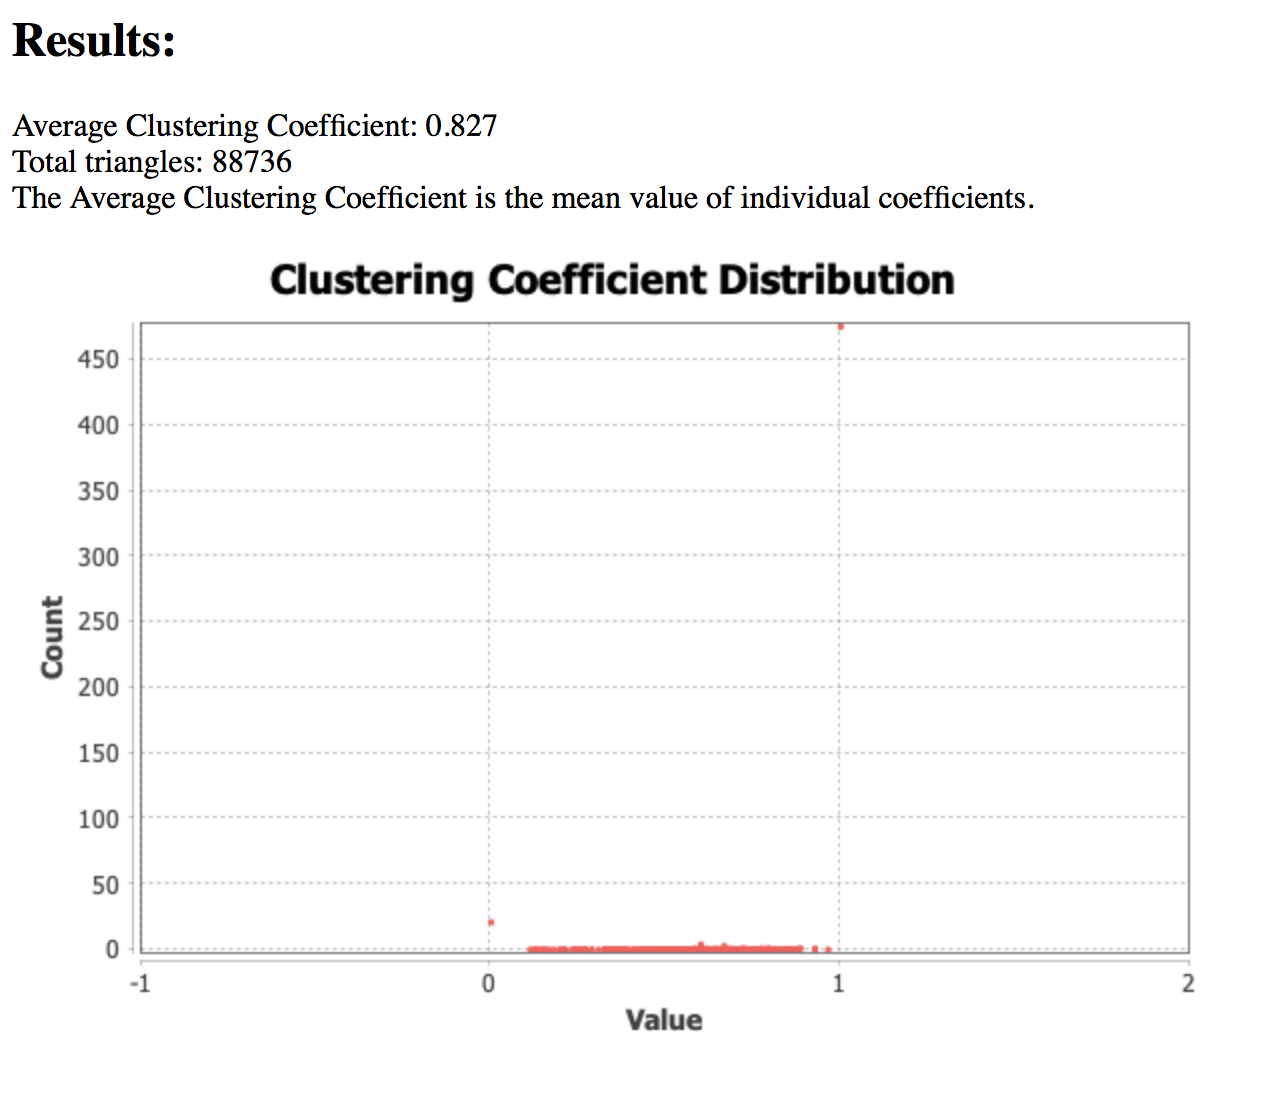 Results:
Average Clustering Coefficient: 0.827
Total triangles: 88736
The Average Clustering Coefficient is the mean value of individual coefficients.
Clustering Coefficient Distribution
450
400
350
300
250
200
150
100
50
0
Count
-1 0 1 2
Value